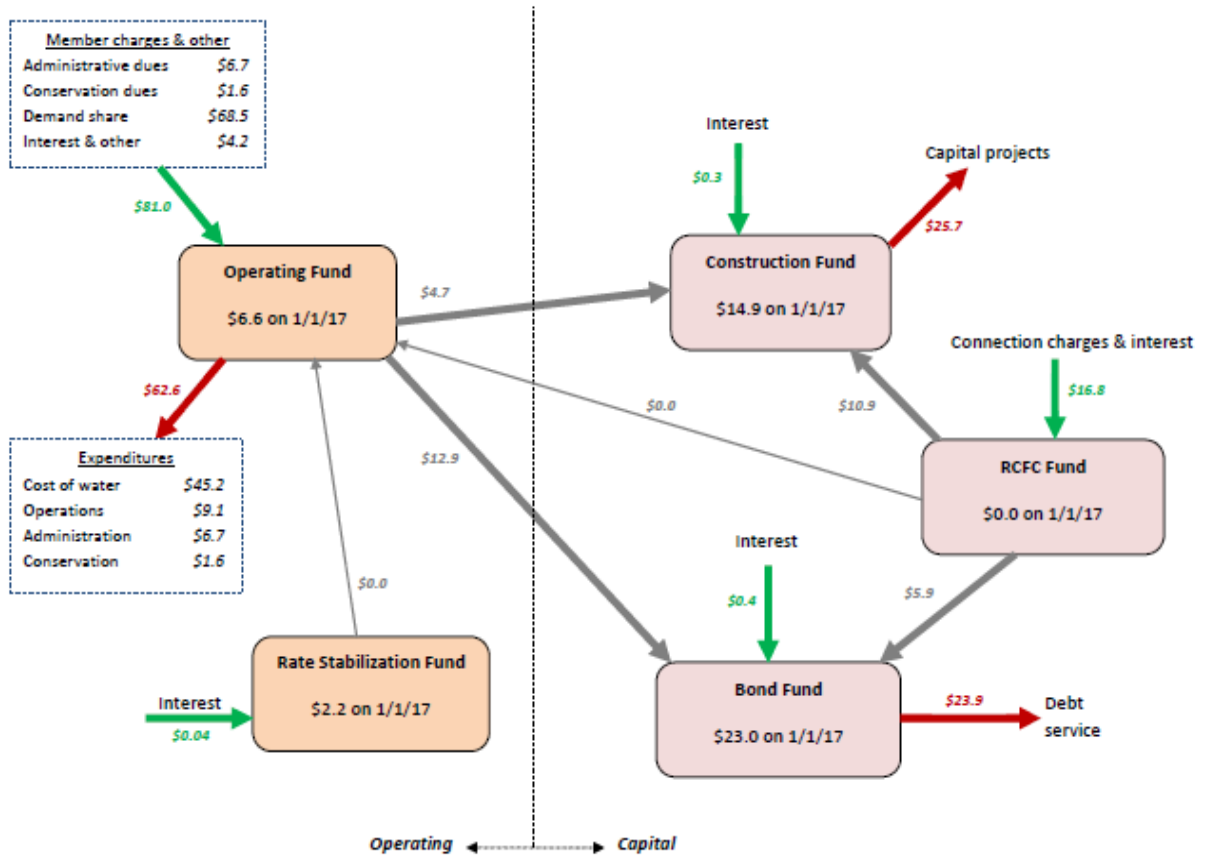 Member charges & other
Administrative dues $6.7
Conservation dues $1.6
Demand share $68.5
Interest & other $4.2
$81.0
Operating Fund
$6.6 on 1/1/17
$62.6
Expenditures
Cost of water $45.2
Operations $9.1
Administration $6.7
Conservation $1.6
$0.0
Rate Stabilization Fund
$2.2 on 1/1/17
Interest
$0.04
$4.7
$0.0
$12.9
Interest
$0.3
Capital projects
$25.7
Construction Fund
$14.9 on 1/1/17
Connection charges & interest
$16.8
$10.9
RCFC Fund
$0.0 on 1/1/17
$5.9
Interest
$0.4
Bond Fund
$23.0 on 1/1/17
$23.9
Debt
service
Operating
Capital